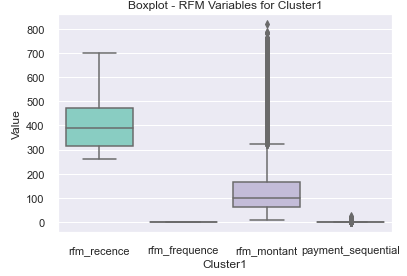 Boxplot - RFM Variables for Cluster1
Value
800
700
600
500
400
300
200
100
0
rfm_recence rfm_frequence rfm_montant payment_sequential
Cluster1